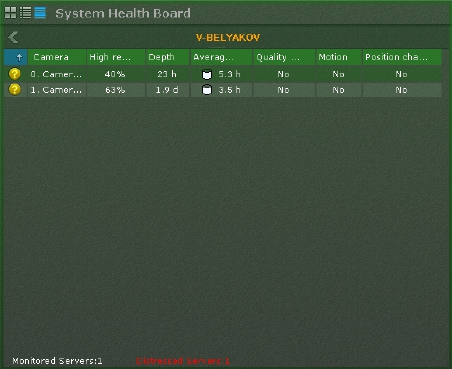 System Health Board
V-BELYAKOV
Camera High re... Depth Averag... Quality ... Motion Position cha...
0. Camer... 40% 23 h 5.3 h No No No
1. Camer... 63% 1.9 d 3.5 h No No No
Monitored Servers:1 Distressed servers:1